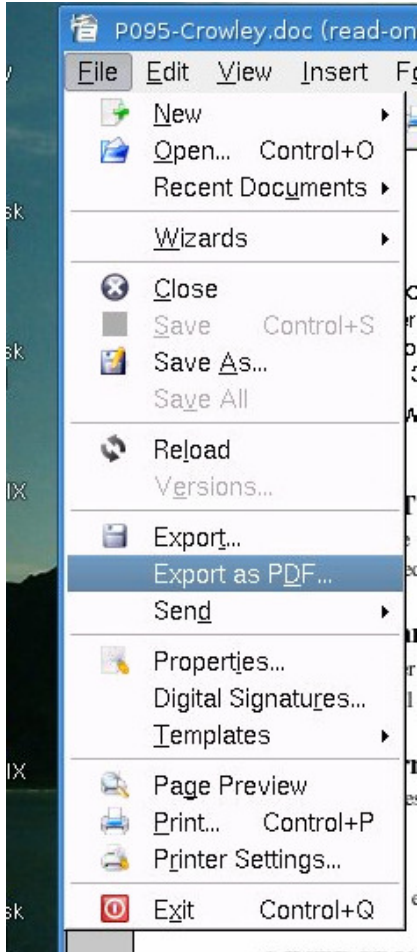 P095-Crowley.doc (read-on
File Edit View Insert
New
Open... Control+O
Recent Documents
Wizards
Close
Save Control+S
Save As...
Save All
Reload
Versions...
Export...
Export as PDF...
Send
Properties...
Digital Signatures...
Templates
Page Preview
Print... Control+P
Printer Settings...
Exit Control+Q